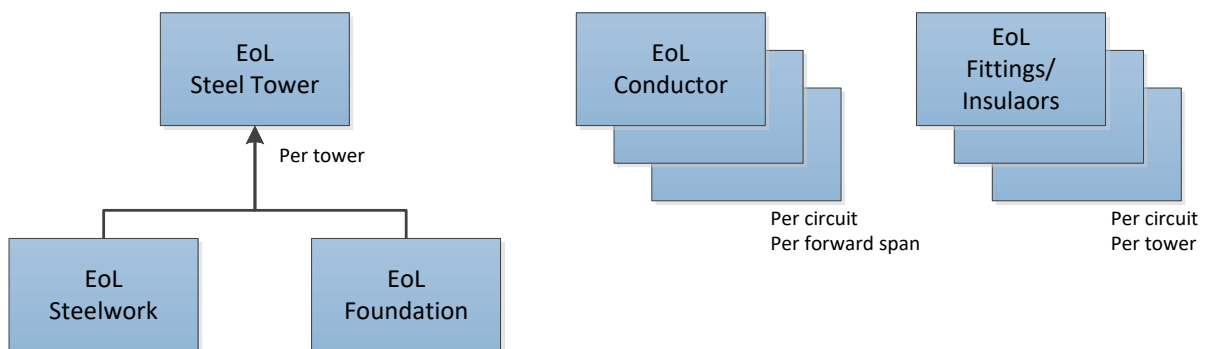 EoL
Steel Tower
Per tower
EoL
Steelwork
EoL
Foundation
EoL
Conductor
Per circuit
Per forward span
EoL
Fittings/
Insulaors
Per circuit
Per tower